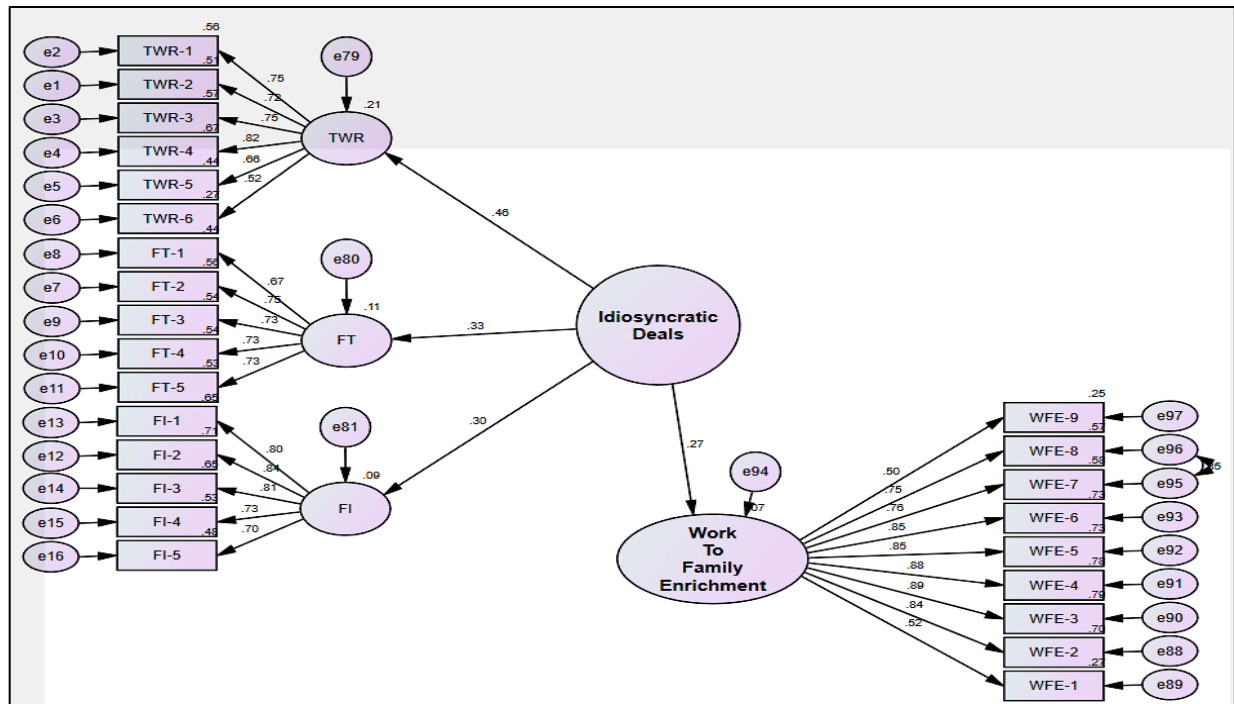 .56
e2
TWR-1
.51
e1
TWR-2
.57
e3
TWR-3
.67
e4
TWR-4
.44
e5
TWR-5
.27
e6
TWR-6
.44
e8
FT-1
.56
e7
FT-2
.54
e9
FT-3
.54
e10
FT-4
.53
e11
FT-5
.65
e13
FI-1
.71
e12
FI-2
.65
e14
FI-3
.53
e15
FI-4
.48
e16
FI-5
.75
.72
.75
.82
.66
.52
e79
.21
TWR
.67
.75
.73
.73
.73
e80
.11
FT
.80
.84
.81
.73
.70
e81
.09
FI
.46
.33
.30
Idiosyncratic
Deals
.27
e94
.07
Work
To
Family
Enrichment
.50
.75
.76
.85
.85
.88
.89
.84
.52
.25
WFE-9
e97
.57
WFE-8
e96
.58
WFE-7
e95
.73
WFE-6
e93
.73
WFE-5
e92
.78
WFE-4
e91
.79
WFE-3
e90
.70
WFE-2
e88
.27
WFE-1
e89